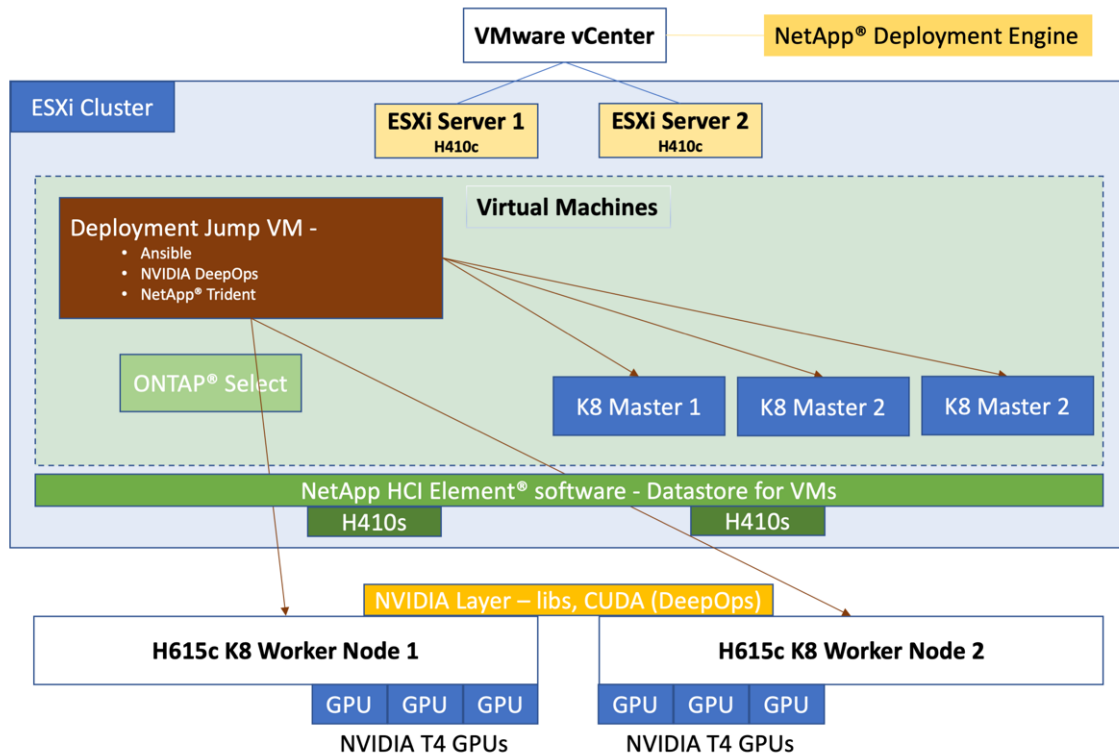 VMware vCenter
NetApp® Deployment Engine
ESXi Cluster
ESXi Server 1
H410c
ESXi Server 2
H410c
Virtual Machines
Deployment Jump VM -
• Ansible
• NVIDIA DeepOps
• NetApp® Trident
ONTAP® Select
K8 Master 1
K8 Master 2
K8 Master 2
NetApp HCI Element® software - Datastore for VMs
H410s
H410s
NVIDIA Layer – libs, CUDA (DeepOps)
H615c K8 Worker Node 1
H615c K8 Worker Node 2
GPU
GPU
GPU
GPU
GPU
GPU
NVIDIA T4 GPUs
NVIDIA T4 GPUs